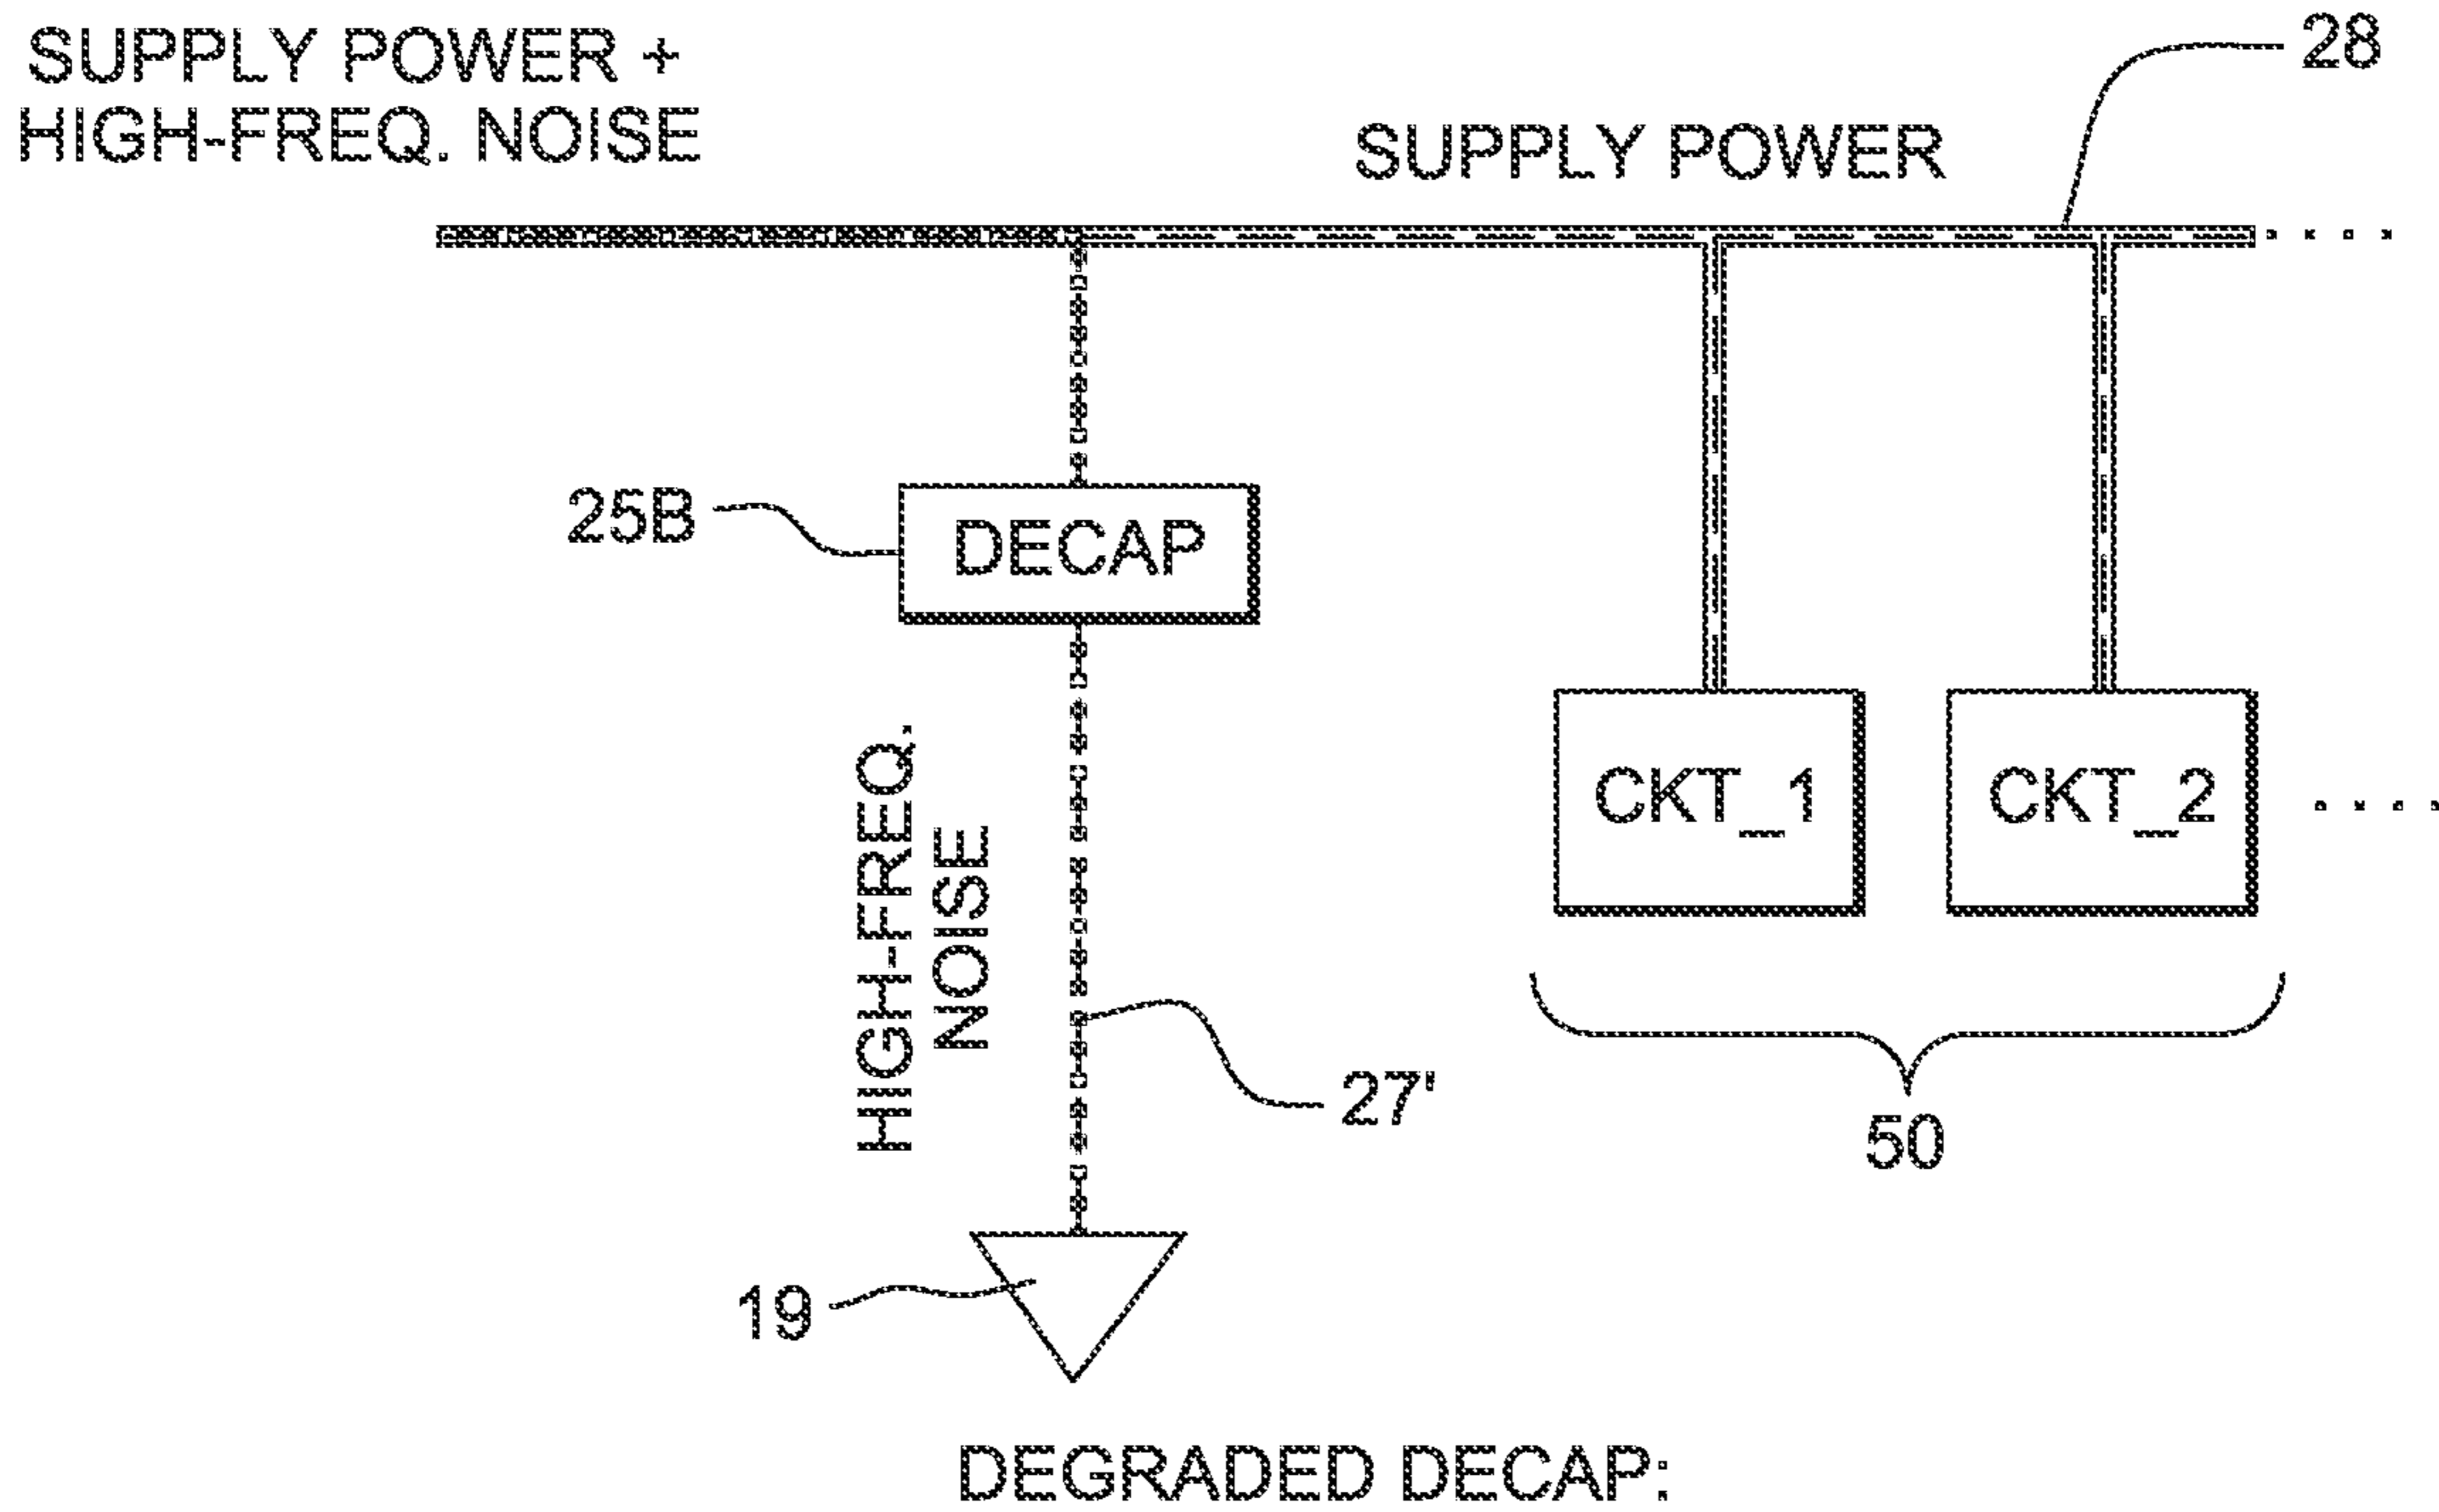 SUPPLY POWER +
HIGH-FREQ. NOISE
28
SUPPLY POWER
25B
DECAP
HIGH-FREQ.
NOISE
CKT_1
CKT_2
27'
50
19
DEGRADED DECAP: